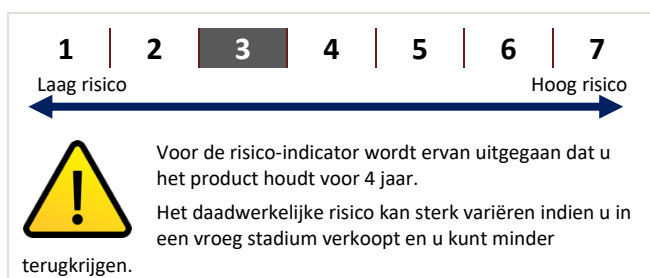 1 2 3 4 5 6 7
Laag risico Hoog risico
Voor de risico-indicator wordt ervan uitgegaan dat u
het product houdt voor 4 jaar.
Het daadwerkelijke risico kan sterk variëren indien u in
een vroeg stadium verkoopt en u kunt minder
terugkrijgen.